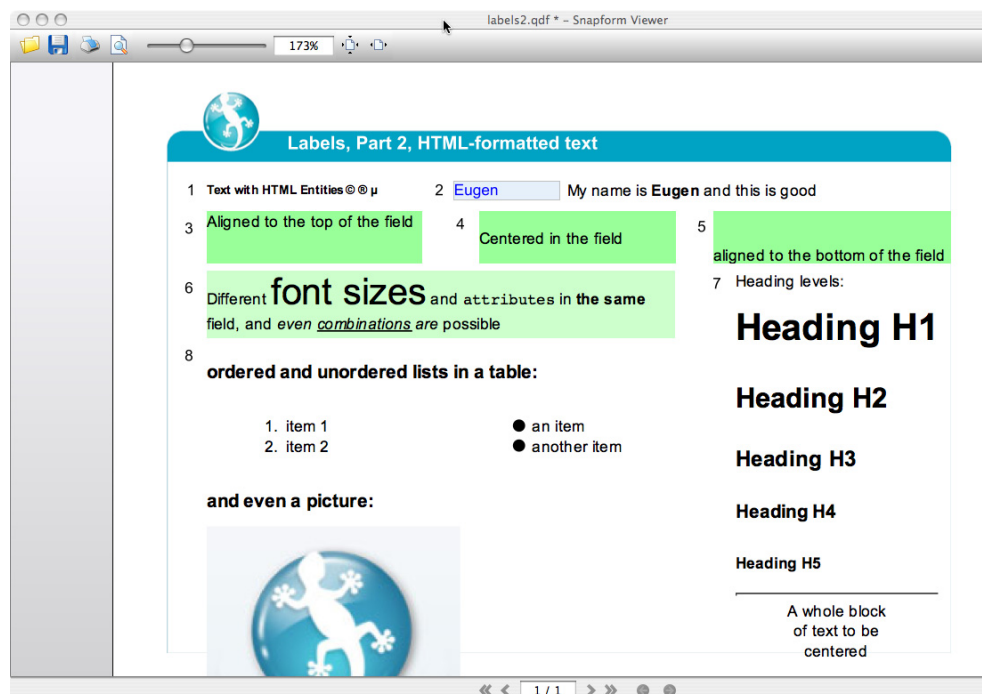 labels2.qdf * – Snapform Viewer
173%
Labels, Part 2, HTML-formatted text
1 Text with HTML Entities © ® µ
2 Eugen My name is Eugen and this is good
3 Aligned to the top of the field
4 Centered in the field
5 aligned to the bottom of the field
6 Different font sizes and attributes in the same
field, and even combinations are possible
7 Heading levels:
Heading H1
Heading H2
Heading H3
Heading H4
Heading H5
A whole block
of text to be
centered
8
ordered and unordered lists in a table:
1. item 1
2. item 2
● an item
● another item
and even a picture:
1 / 1